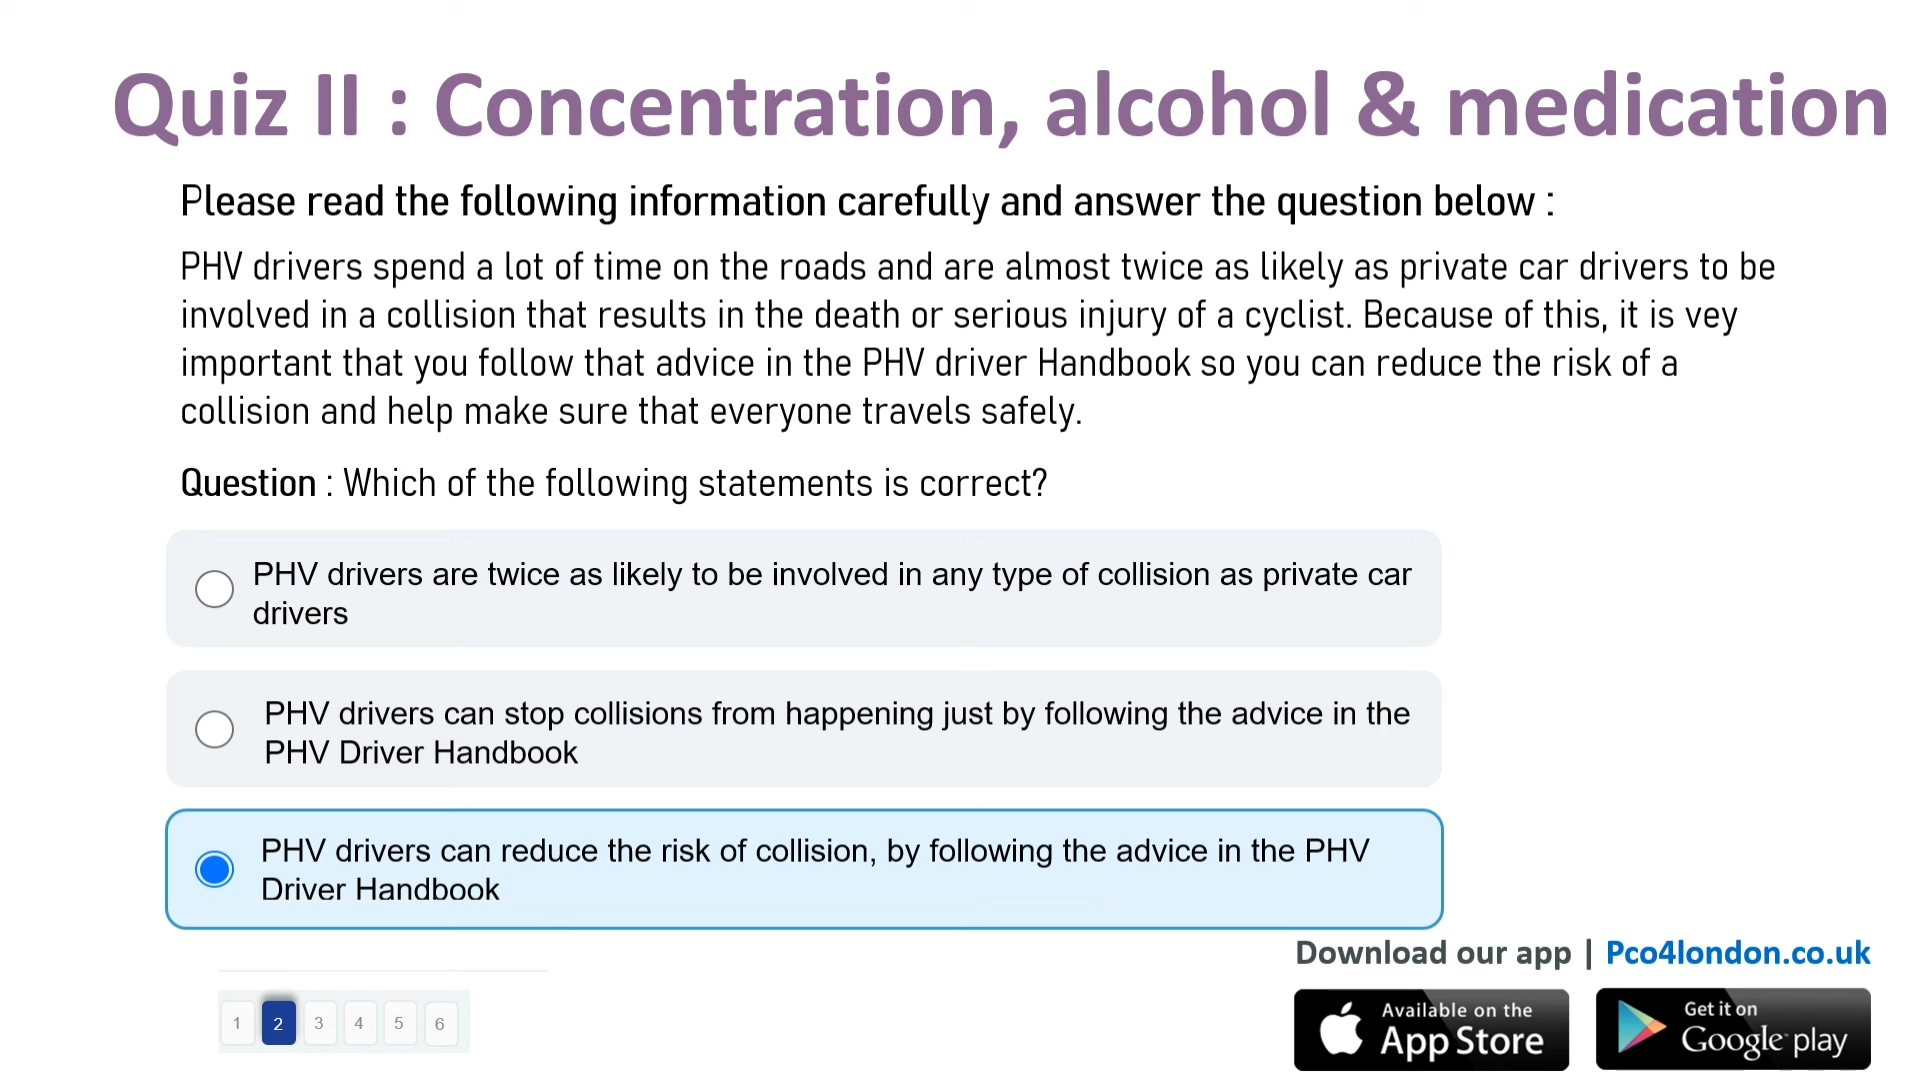 Quiz II : Concentration, alcohol & medication
Please read the following information carefully and answer the question below :
PHV drivers spend a lot of time on the roads and are almost twice as likely as private car drivers to be
involved in a collision that results in the death or serious injury of a cyclist. Because of this, it is vey
important that you follow that advice in the PHV driver Handbook so you can reduce the risk of a
collision and help make sure that everyone travels safely.
Question : Which of the following statements is correct?
PHV drivers are twice as likely to be involved in any type of collision as private car
drivers
PHV drivers can stop collisions from happening just by following the advice in the
PHV Driver Handbook
PHV drivers can reduce the risk of collision, by following the advice in the PHV
Driver Handbook
Download our app | Pco4london.co.uk
1 2 3 4 5 6
Available on the
App Store
Get it on
Google play